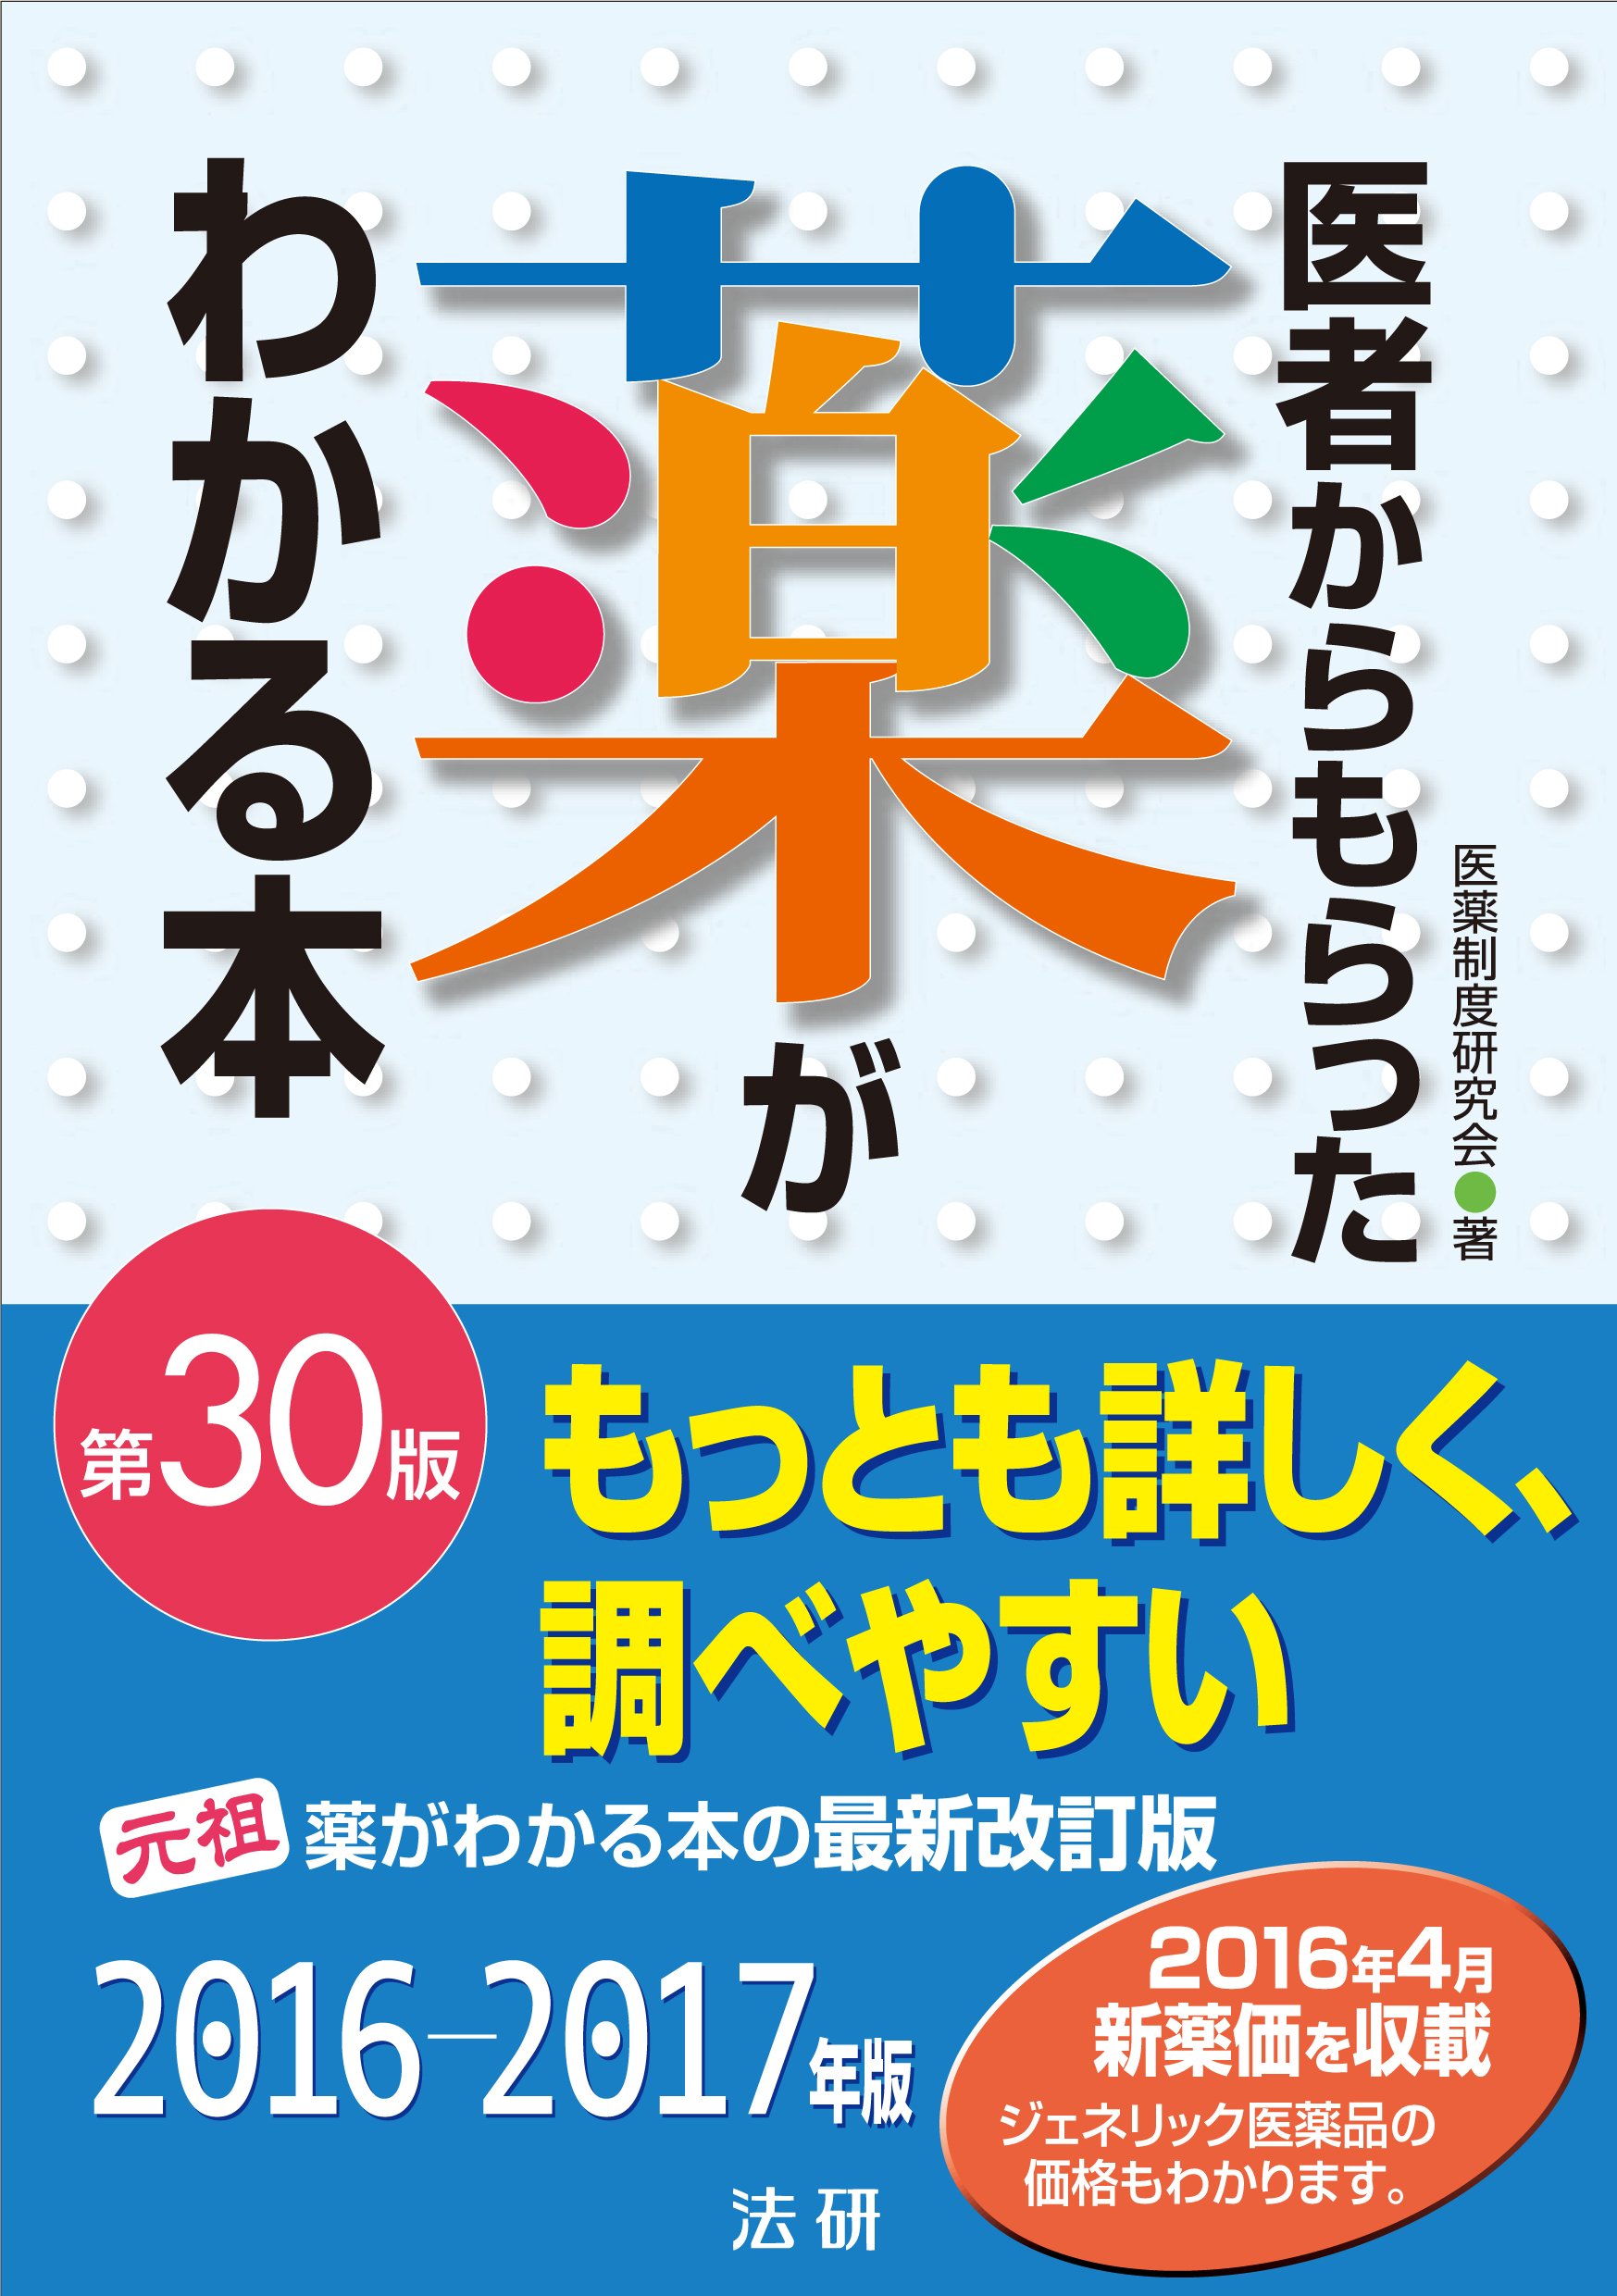 医薬制度研究会●著
医者からもらった
薬が
わかる本
第30版
もっとも詳しく、
調べやすい
元祖 薬がわかる本の最新改訂版
2016―2017年版
2016年4月
新薬価を収載
ジェネリック医薬品の
価格もわかります。
法研